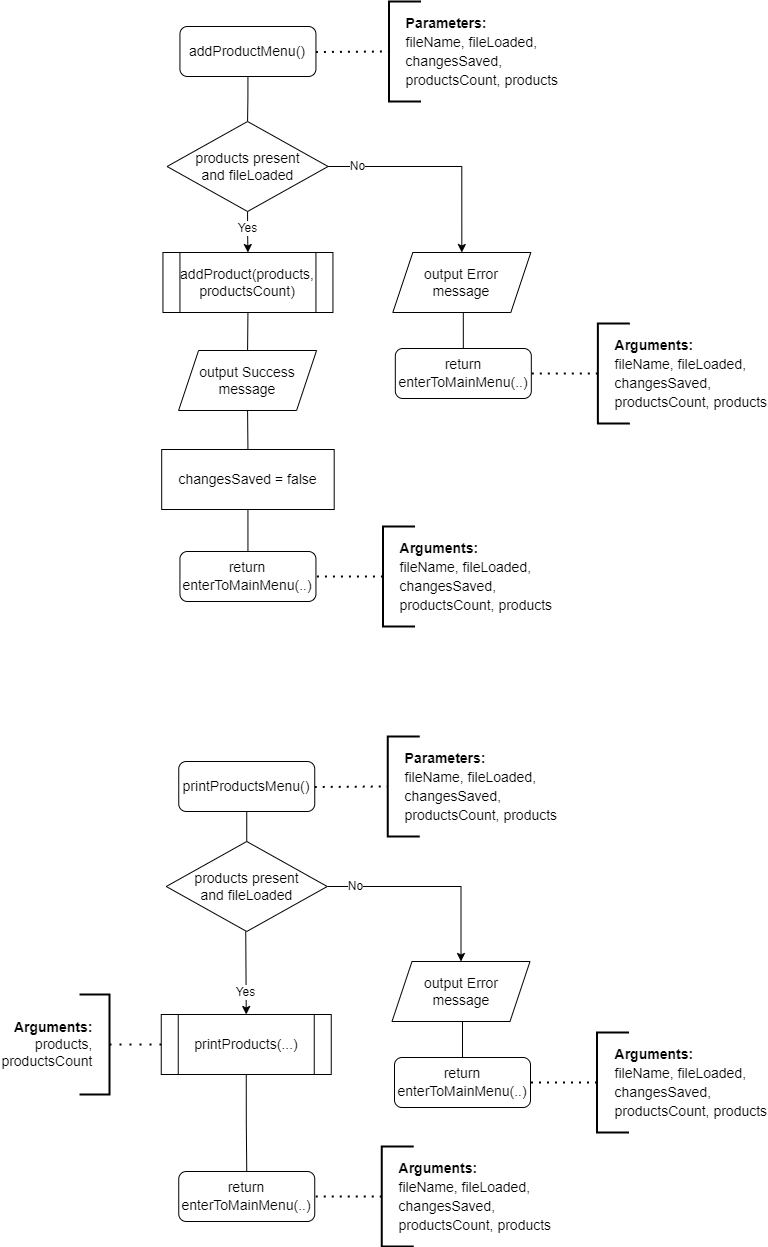 Parameters:
fileName, fileLoaded,
changesSaved,
productsCount, products
addProductMenu()
products present
and fileLoaded
No
Yes
addProduct(products,
productsCount)
output Error
message
return
enterToMainMenu(..)
Arguments:
fileName, fileLoaded,
changesSaved,
productsCount, products
output Success
message
changesSaved = false
return
enterToMainMenu(..)
Arguments:
fileName, fileLoaded,
changesSaved,
productsCount, products
Parameters:
fileName, fileLoaded,
changesSaved,
productsCount, products
printProductsMenu()
products present
and fileLoaded
No
Yes
output Error
message
Arguments:
products,
productsCount
printProducts(...)
return
enterToMainMenu(..)
Arguments:
fileName, fileLoaded,
changesSaved,
productsCount, products
return
enterToMainMenu(..)
Arguments:
fileName, fileLoaded,
changesSaved,
productsCount, products